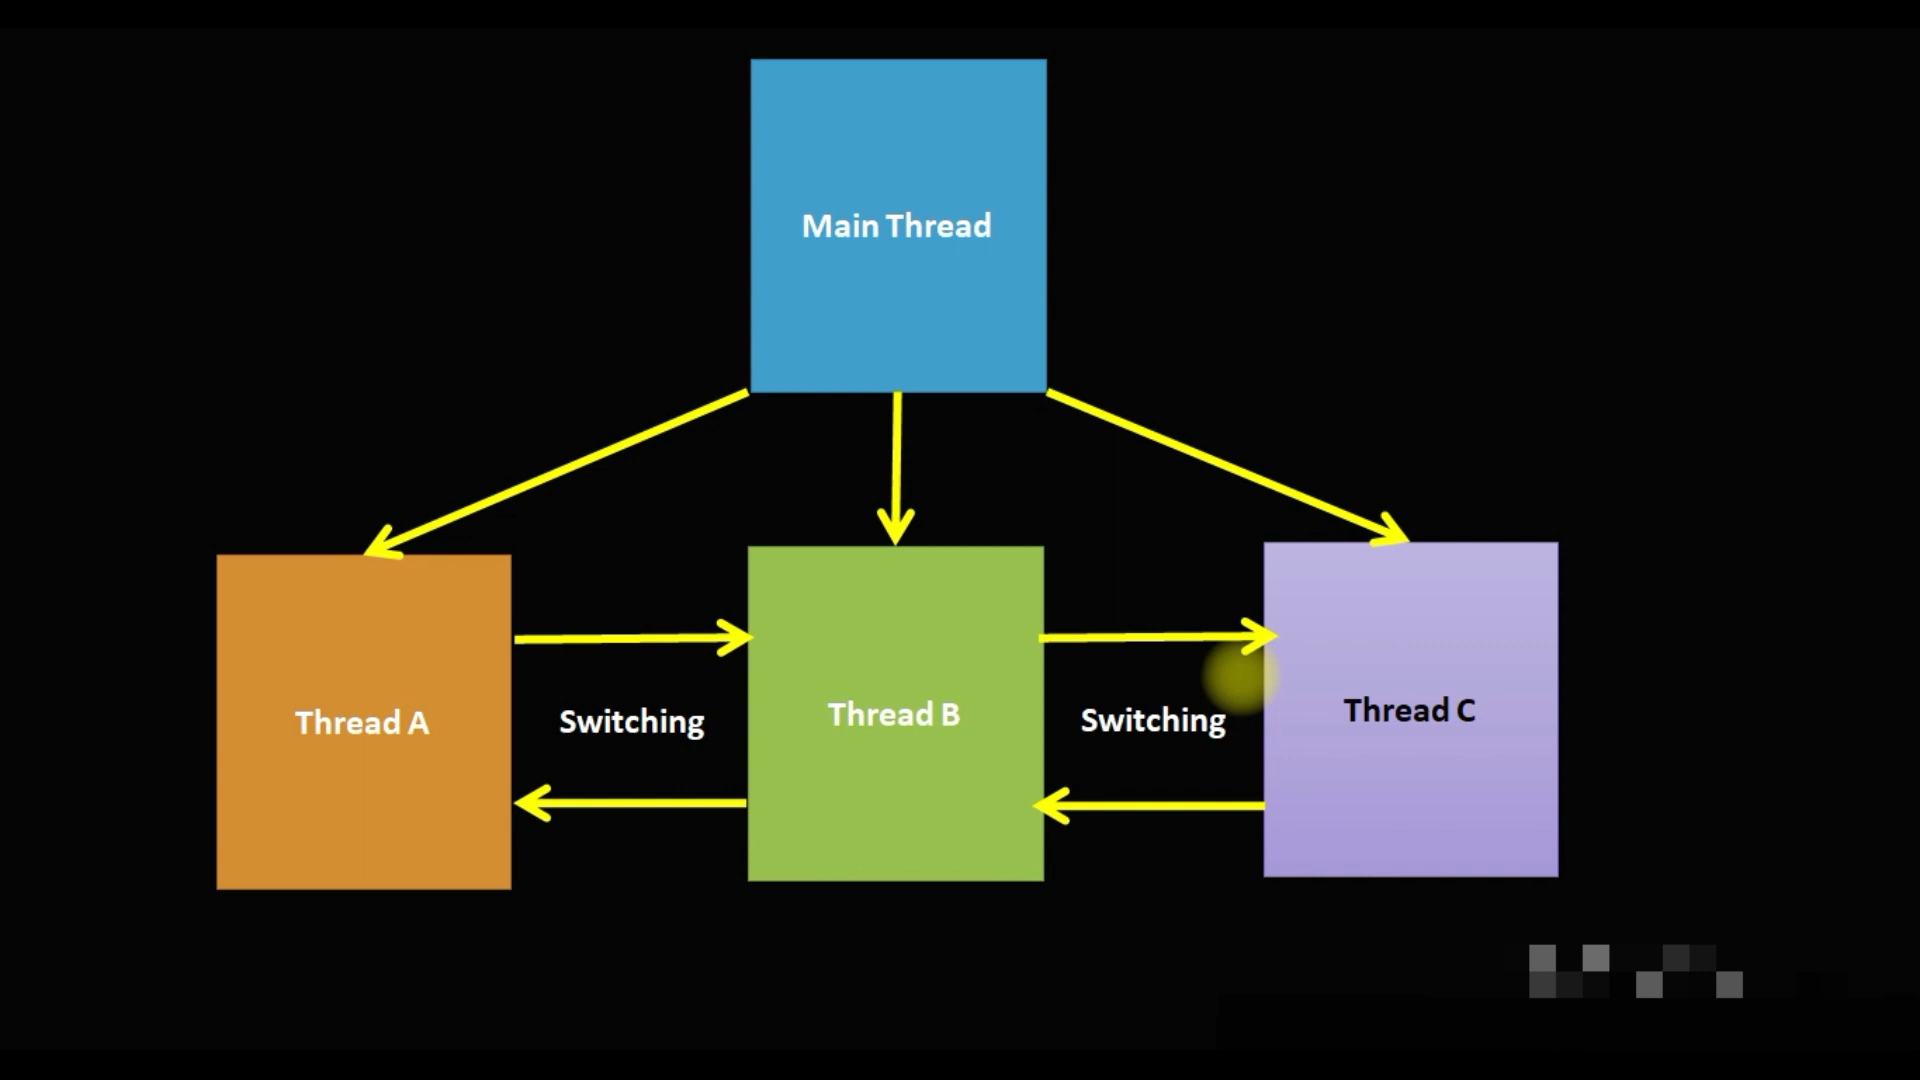 Main Thread
Thread A
Switching
Thread B
Switching
Thread C